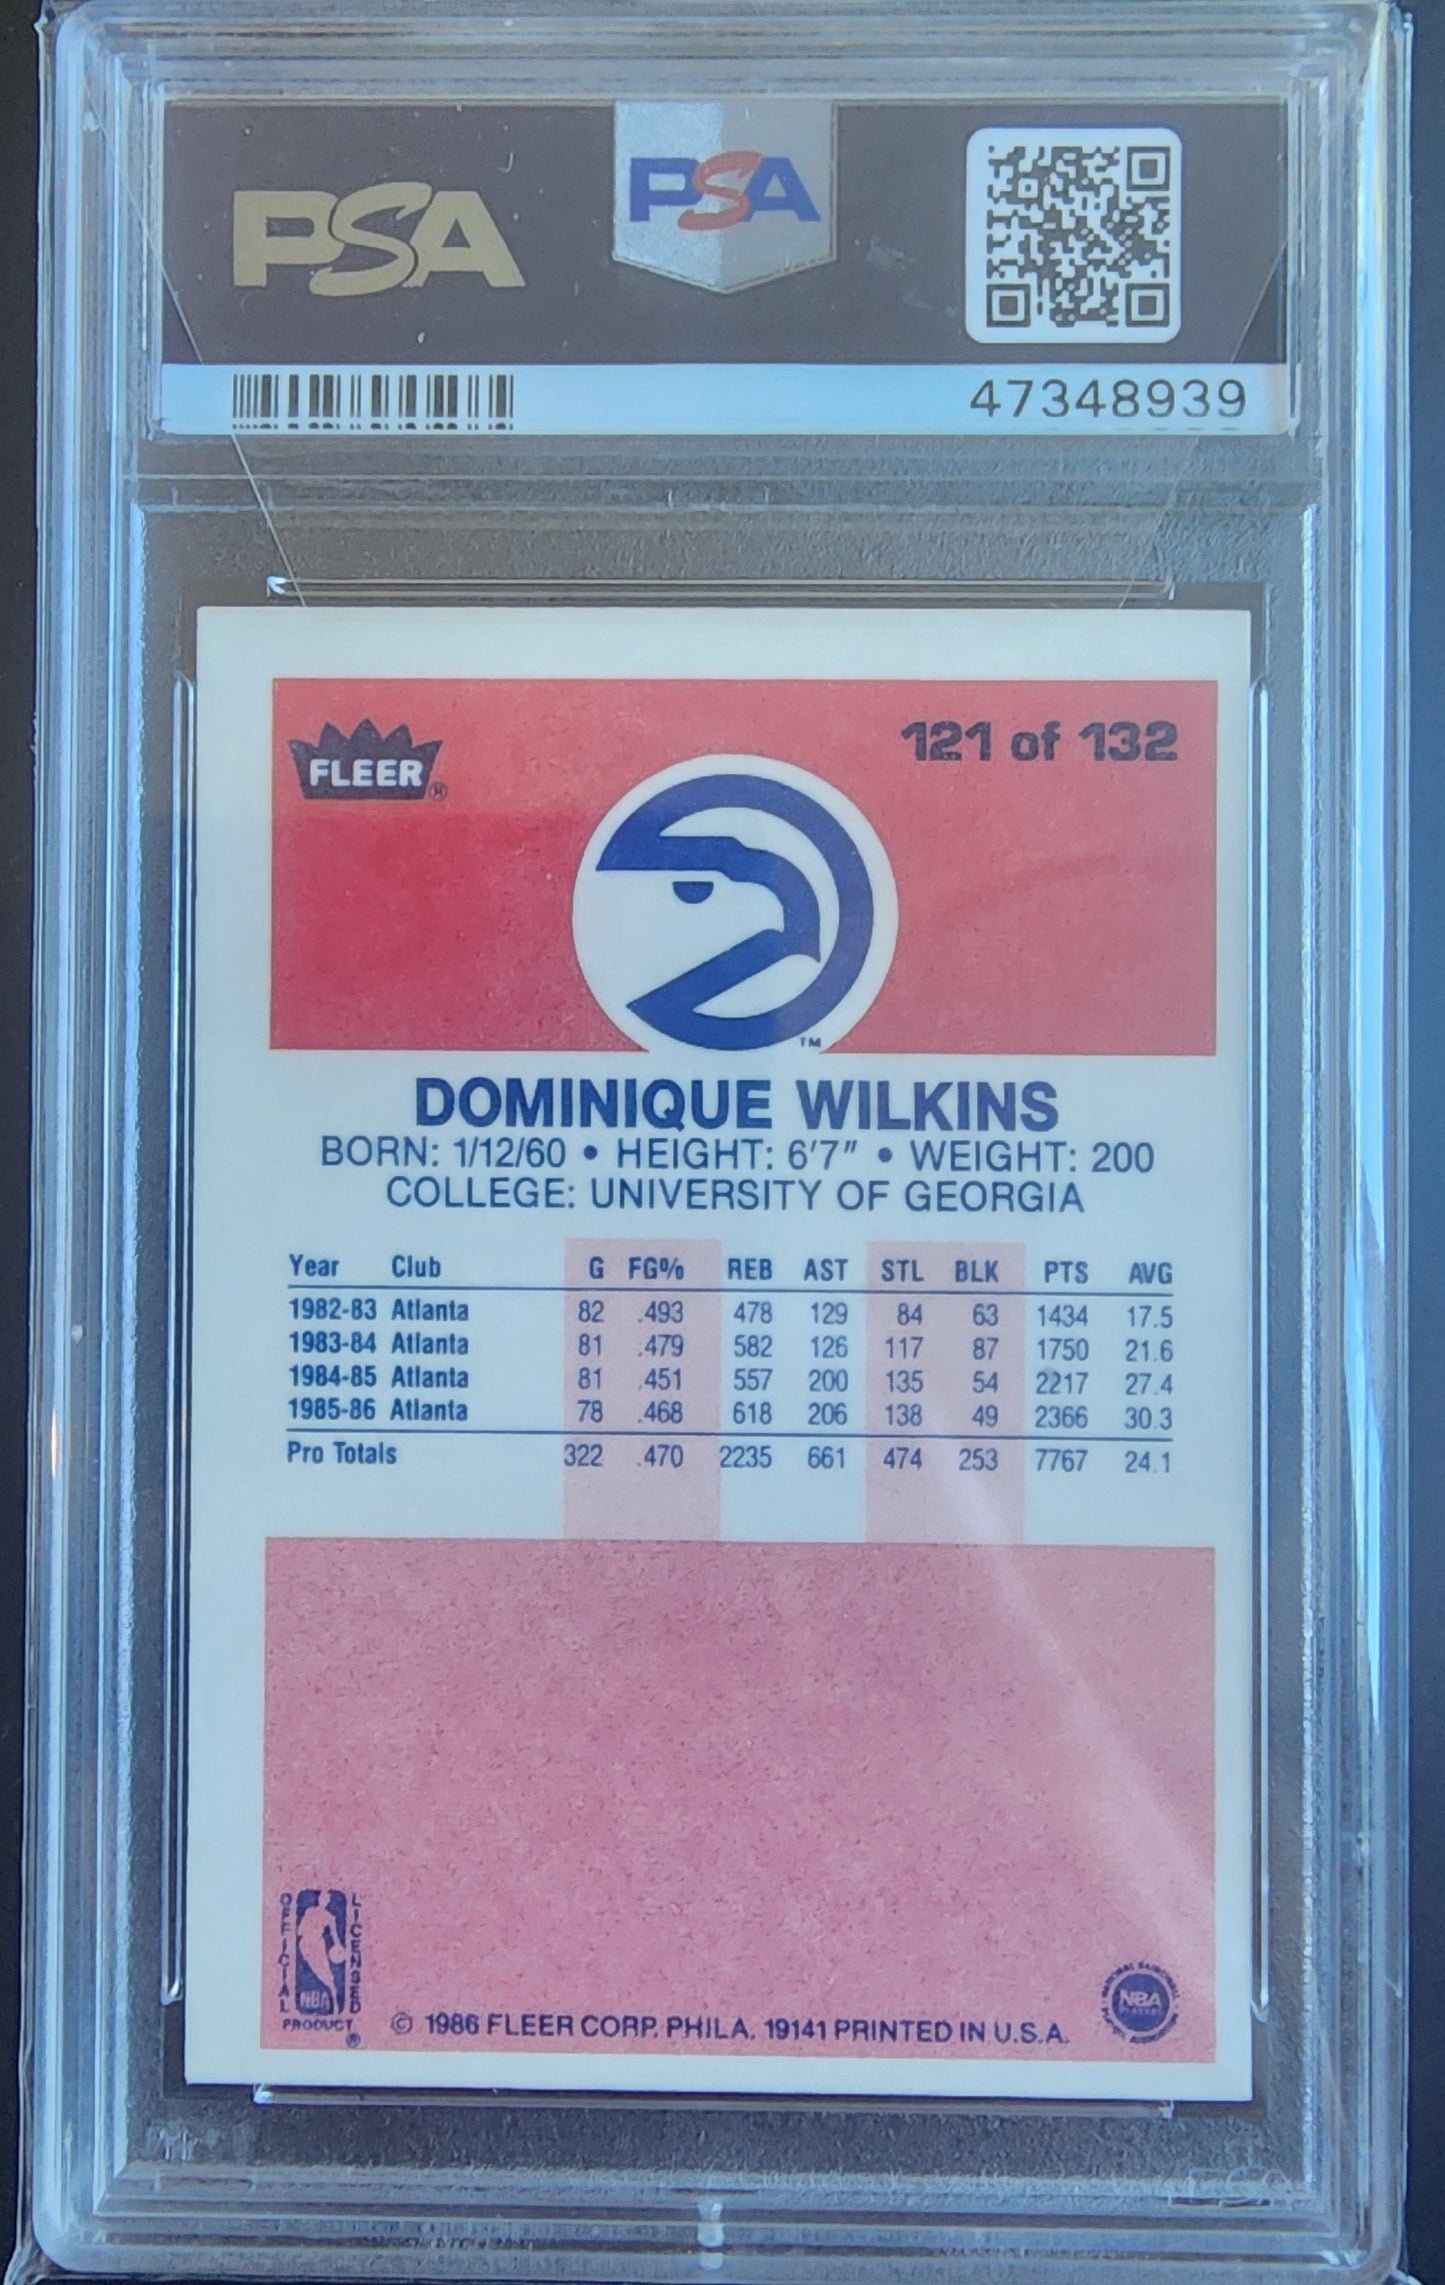 PSA
PSA
47348939
FLEER®
121 of 132
TM
DOMINIQUE WILKINS
BORN: 1/12/60 • HEIGHT: 6'7" • WEIGHT: 200
COLLEGE: UNIVERSITY OF GEORGIA
Year Club G FG% REB AST STL BLK PTS AVG
1982-83 Atlanta 82 .493 478 129 84 63 1434 17.5
1983-84 Atlanta 81 .479 582 126 117 87 1750 21.6
1984-85 Atlanta 81 .451 557 200 135 54 2217 27.4
1985-86 Atlanta 78 .468 618 206 138 49 2366 30.3
Pro Totals 322 .470 2235 661 474 253 7767 24.1
OFFICIAL
LICENSED
NBA
PRODUCT
®
© 1986 FLEER CORP. PHILA. 19141 PRINTED IN U.S.A.
NBA